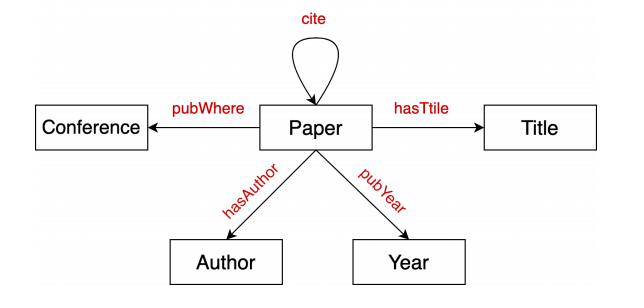 cite
pubWhere
hasTtile
Conference
Paper
Title
hasAuthor
pubYear
Author
Year